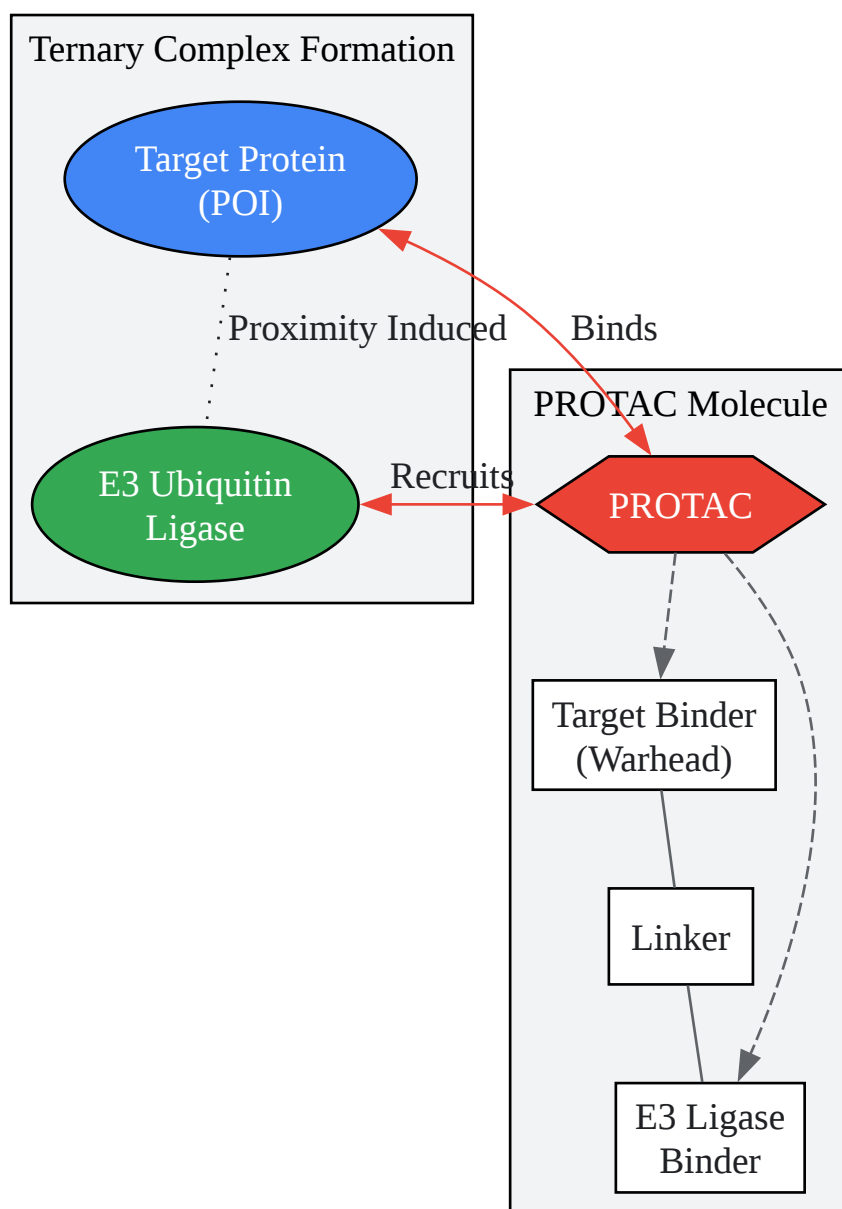 Ternary Complex Formation
Target Protein
(POI)
Proximity Induced
Binds
PROTAC Molecule
E3 Ubiquitin
Ligase
Recruits
PROTAC
Target Binder
(Warhead)
Linker
E3 Ligase
Binder